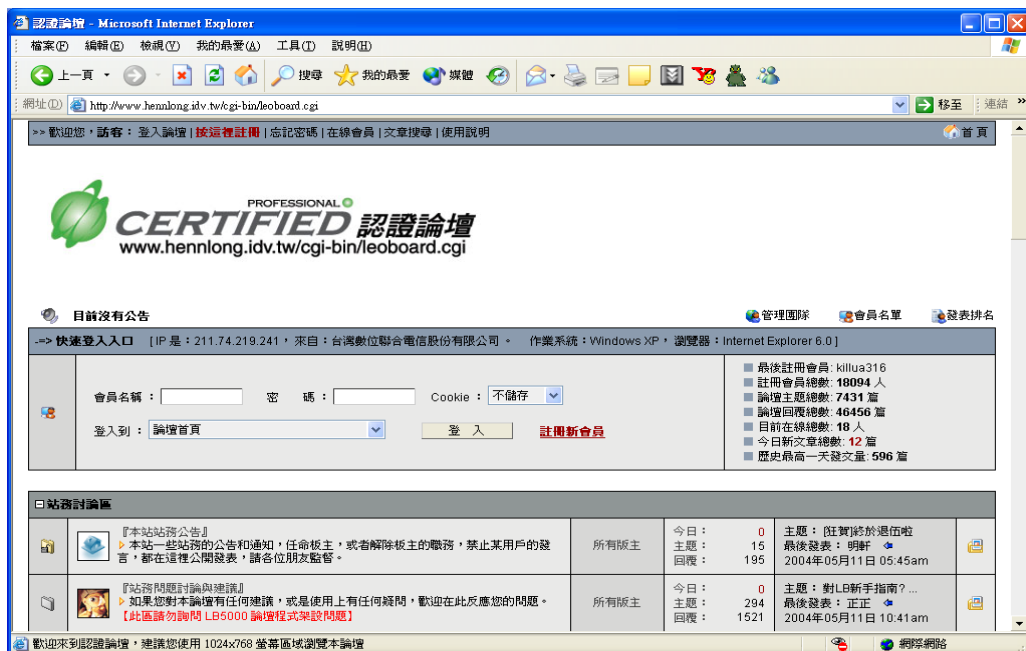 認證論壇 - Microsoft Internet Explorer
檔案(F) 編輯(E) 檢視(V) 我的最愛(A) 工具(T) 說明(H)
上一頁 搜尋 我的最愛 媒體
網址(D) http://www.hennlong.idv.tw/cgi-bin/leoboard.cgi 移至 連結 »
>> 歡迎您，訪客： 登入論壇 | 按這裡註冊 | 忘記密碼 | 在線會員 | 文章搜尋 | 使用說明 首頁
PROFESSIONAL
CERTIFIED 認證論壇
www.hennlong.idv.tw/cgi-bin/leoboard.cgi
目前沒有公告 管理團隊 會員名單 發表排名
-=> 快速登入入口 [IP 是：211.74.219.241，來自：台灣數位聯合電信股份有限公司。 作業系統：Windows XP，瀏覽器：Internet Explorer 6.0 ]
會員名稱： 密 碼： Cookie： 不儲存
登入到： 論壇首頁 登 入 註冊新會員
最後註冊會員: killua316
註冊會員總數: 18094 人
論壇主題總數: 7431 篇
論壇回覆總數: 46456 篇
目前在線總數: 18 人
今日新文章總數: 12 篇
歷史最高一天發文量: 596 篇
站務討論區
『本站站務公告』
本站一些站務的公告和通知，任命板主，或者解除板主的職務，禁止某用戶的發
言，都在這裡公開發表，請各位朋友監督。
所有版主
今日： 0
主題： 15
回覆： 195
主題： [狂賀]終於退伍啦
最後發表： 明軒
2004年05月11日 05:45am
『站務問題討論與建議』
如果您對本論壇有任何建議，或是使用上有任何疑問，歡迎在此反應您的問題。
【此區請勿詢問 LB5000 論壇程式架設問題】
所有版主
今日： 0
主題： 294
回覆： 1521
主題： 對LB新手指南? ...
最後發表： 正正
2004年05月11日 10:41am
歡迎來到認證論壇，建議您使用 1024x768 螢幕區域瀏覽本論壇 網際網路